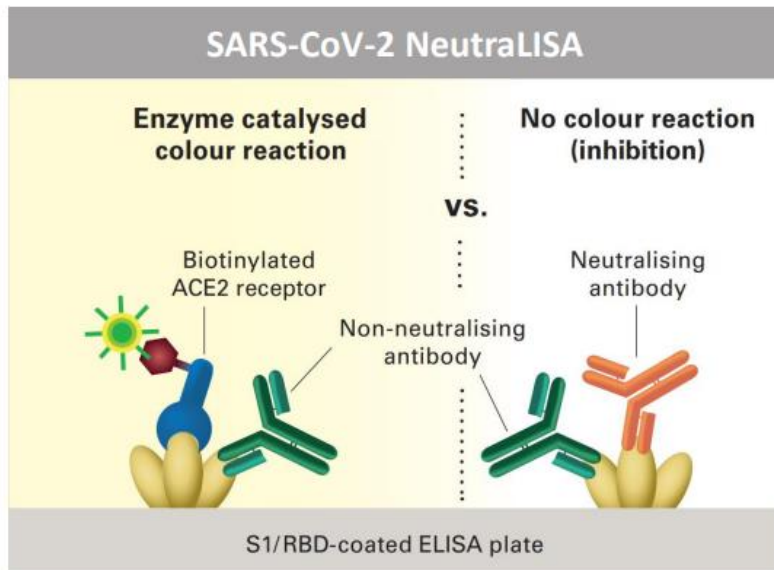 SARS-CoV-2 NeutraLISA
Enzyme catalysed
colour reaction
vs.
No colour reaction
(inhibition)
Biotinylated
ACE2 receptor
Non-neutralising
antibody
Neutralising
antibody
S1/RBD-coated ELISA plate